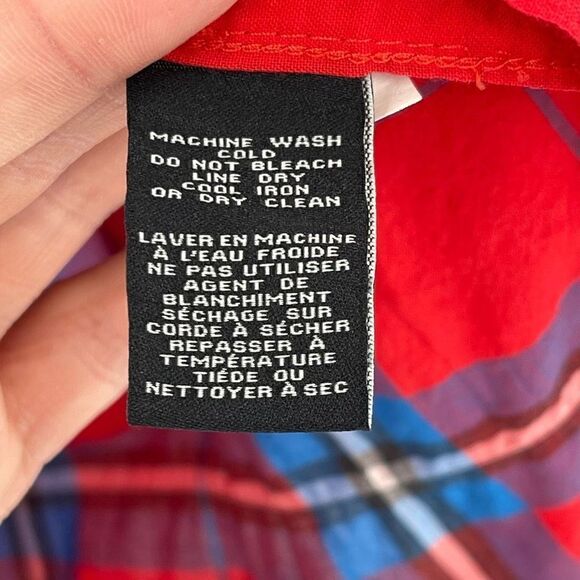 MACHINE WASH
COLD
DO NOT BLEACH
LINE DRY
COOL IRON
OR DRY CLEAN
LAVER EN MACHINE
À L'EAU FROIDE
NE PAS UTILISER
AGENT DE
BLANCHIMENT
SÉCHAGE SUR
CORDE À SÉCHER
REPASSER À
TEMPÉRATURE
TIÉDE OU
NETTOYER À SEC